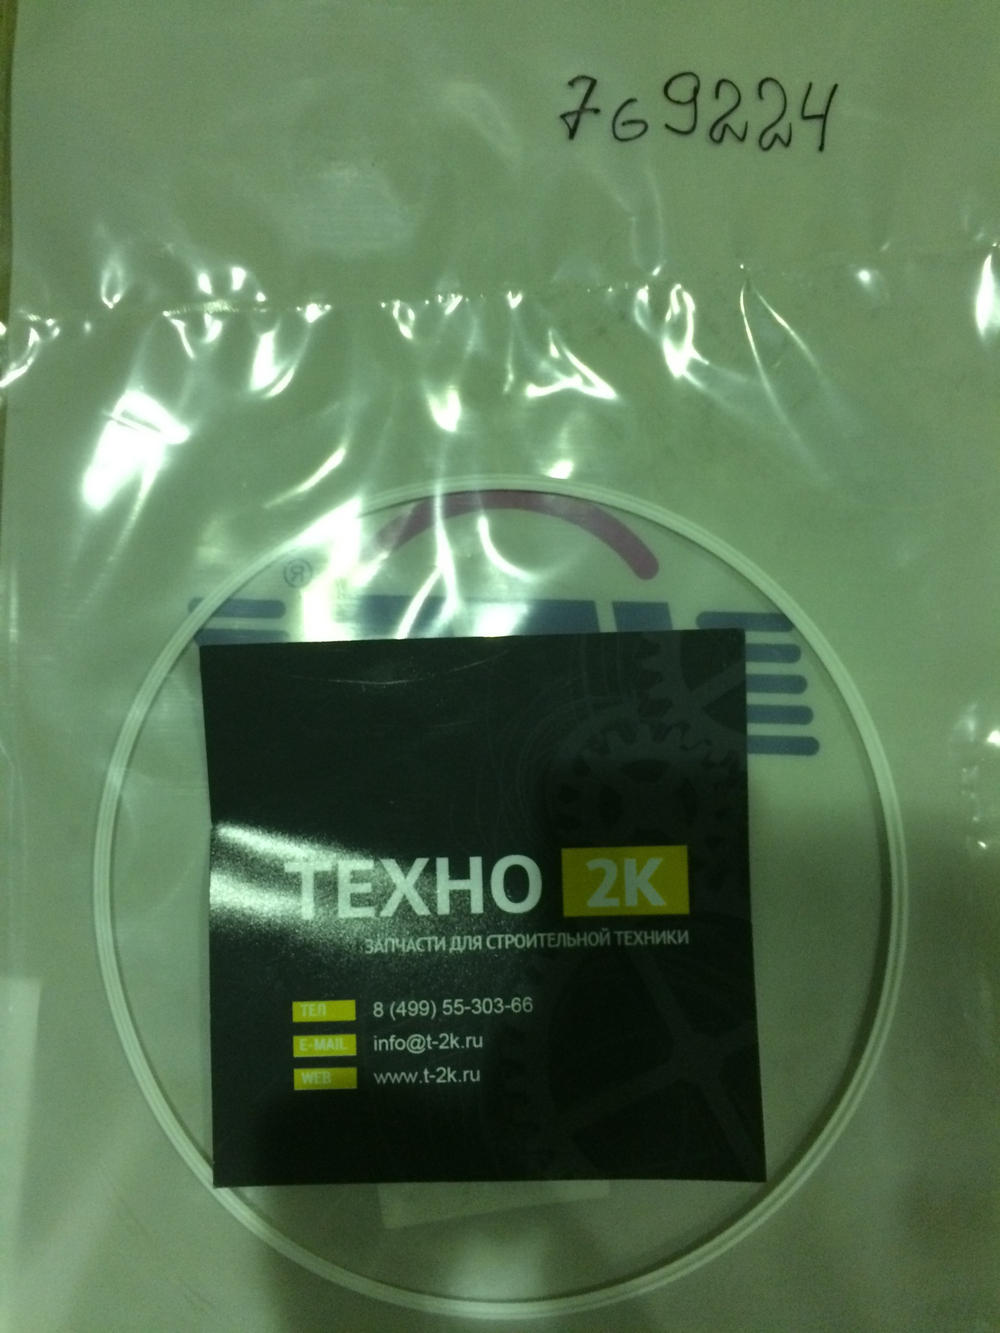 769224
®
ТЕХНО 2К
ЗАПЧАСТИ ДЛЯ СТРОИТЕЛЬНОЙ ТЕХНИКИ
ТЕЛ 8 (499) 55-303-66
E-MAIL info@t-2k.ru
WEB www.t-2k.ru